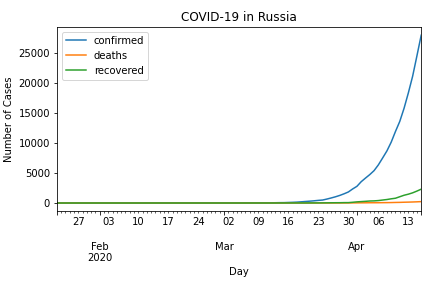 COVID-19 in Russia
confirmed
deaths
recovered
Number of Cases
25000
20000
15000
10000
5000
0
27 03 10 17 24 02 09 16 23 30 06 13
Feb Mar Apr
2020
Day